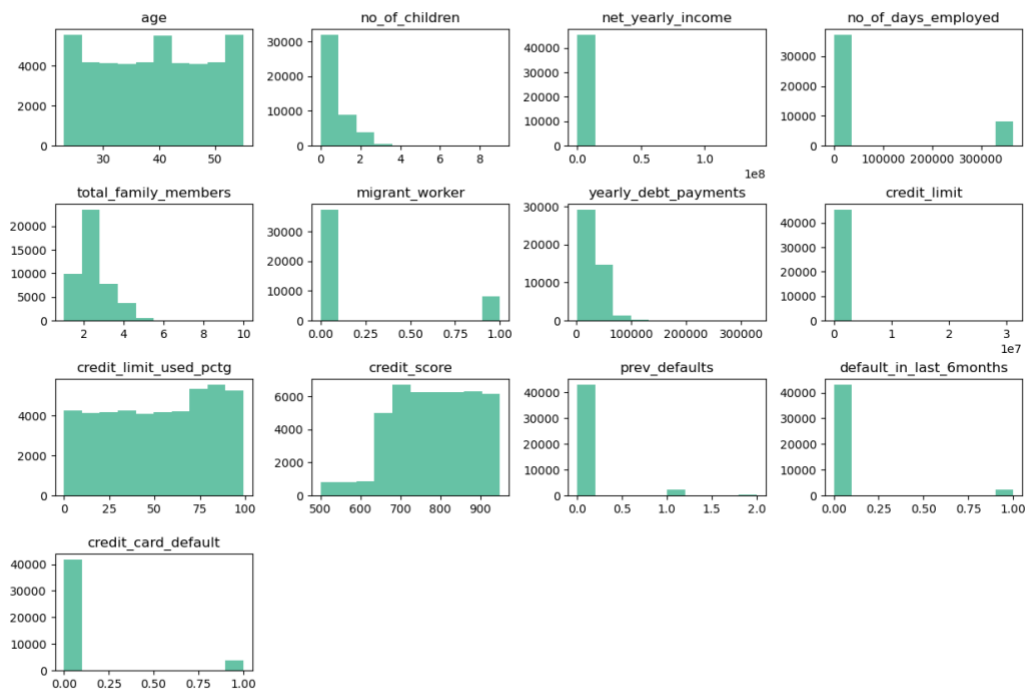 age
no_of_children
net_yearly_income
no_of_days_employed
4000
2000
0
30 40 50
30000
20000
10000
0
0 2 4 6 8
40000
30000
20000
10000
0
0.0 0.5 1.0
1e8
30000
20000
10000
0
0 100000 200000 300000
total_family_members
migrant_worker
yearly_debt_payments
credit_limit
20000
15000
10000
5000
0
2 4 6 8 10
30000
20000
10000
0
0.00 0.25 0.50 0.75 1.00
30000
20000
10000
0
0 100000 200000 300000
40000
30000
20000
10000
0
0 1 2 3
1e7
credit_limit_used_pctg
credit_score
prev_defaults
default_in_last_6months
4000
2000
0
0 25 50 75 100
6000
4000
2000
0
500 600 700 800 900
40000
30000
20000
10000
0
0.0 0.5 1.0 1.5 2.0
40000
30000
20000
10000
0
0.00 0.25 0.50 0.75 1.00
credit_card_default
40000
30000
20000
10000
0
0.00 0.25 0.50 0.75 1.00